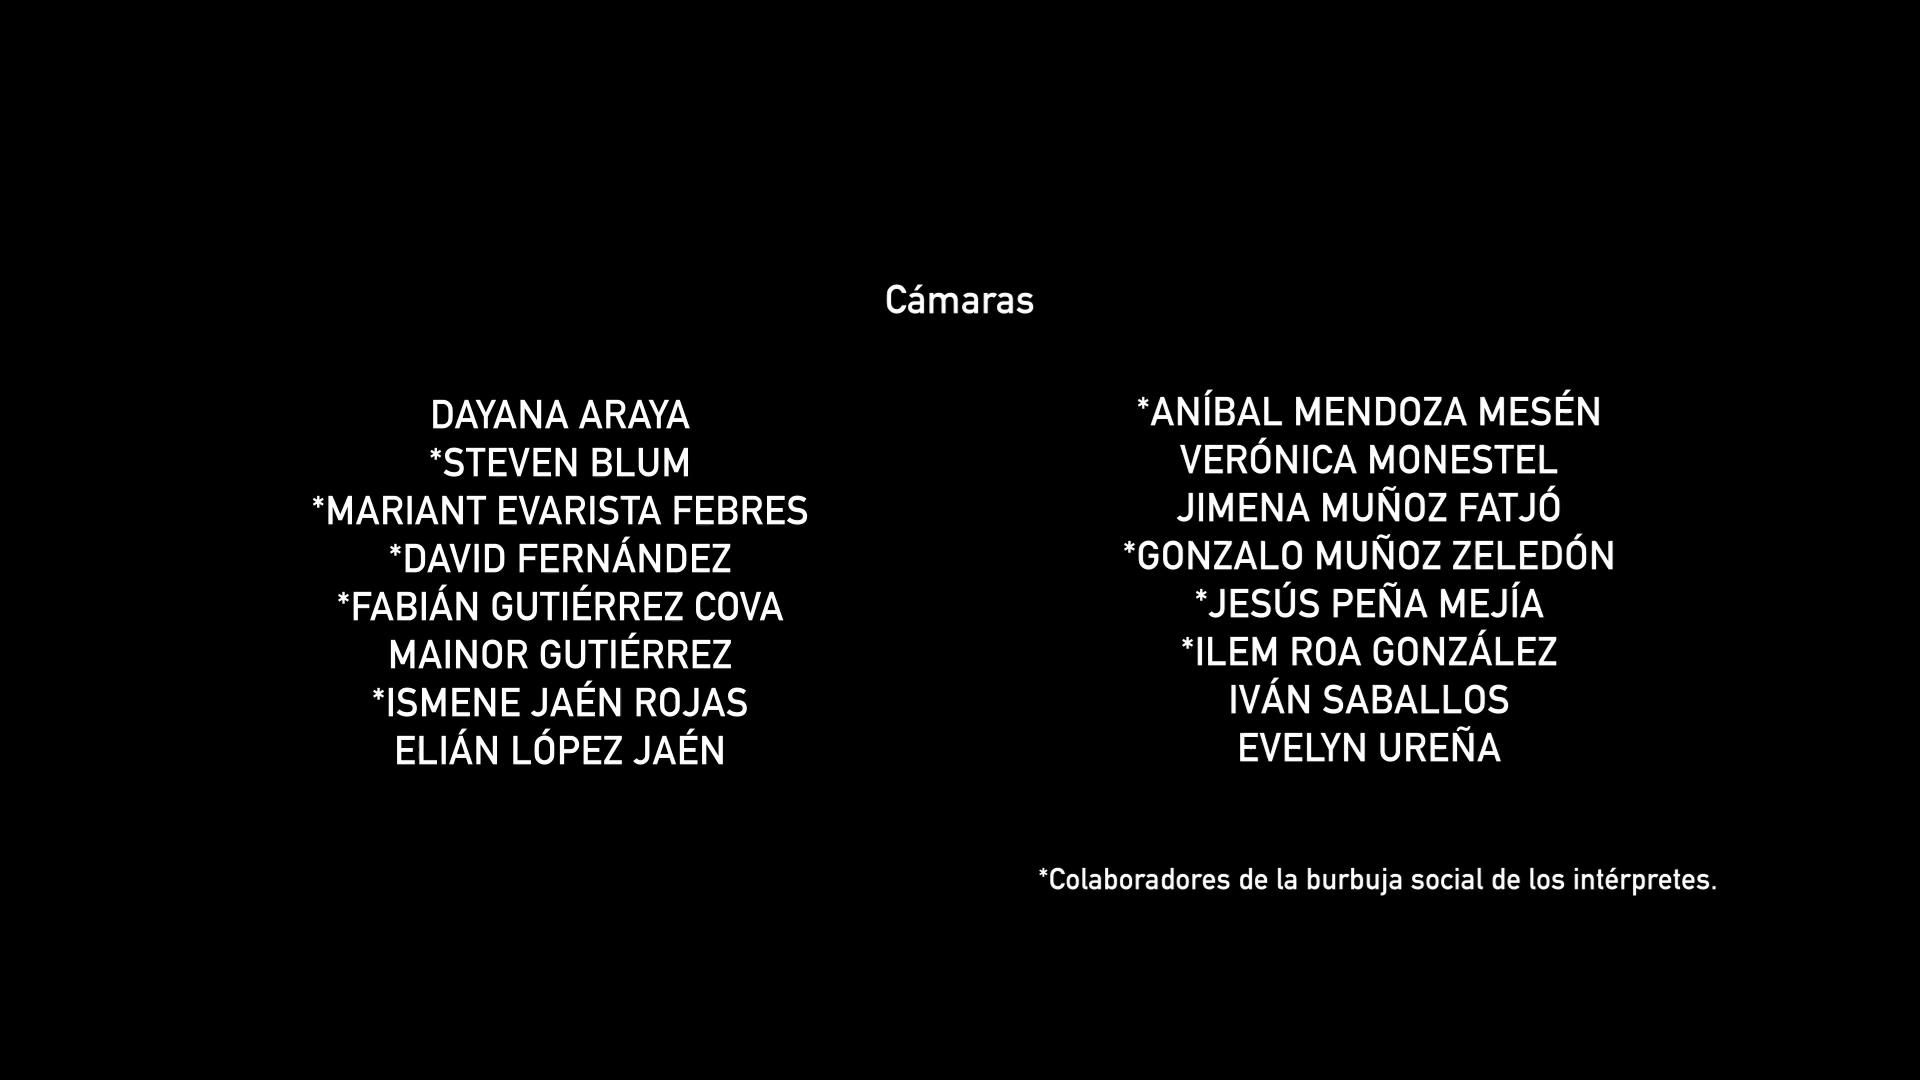 Cámaras
DAYANA ARAYA
*STEVEN BLUM
*MARIANT EVARISTA FEBRES
*DAVID FERNÁNDEZ
*FABIÁN GUTIÉRREZ COVA
MAINOR GUTIÉRREZ
*ISMENE JAÉN ROJAS
ELIÁN LÓPEZ JAÉN
*ANÍBAL MENDOZA MESÉN
VERÓNICA MONESTEL
JIMENA MUÑOZ FATJÓ
*GONZALO MUÑOZ ZELEDÓN
*JESÚS PEÑA MEJÍA
*ILEM ROA GONZÁLEZ
IVÁN SABALLOS
EVELYN UREÑA
*Colaboradores de la burbuja social de los intérpretes.